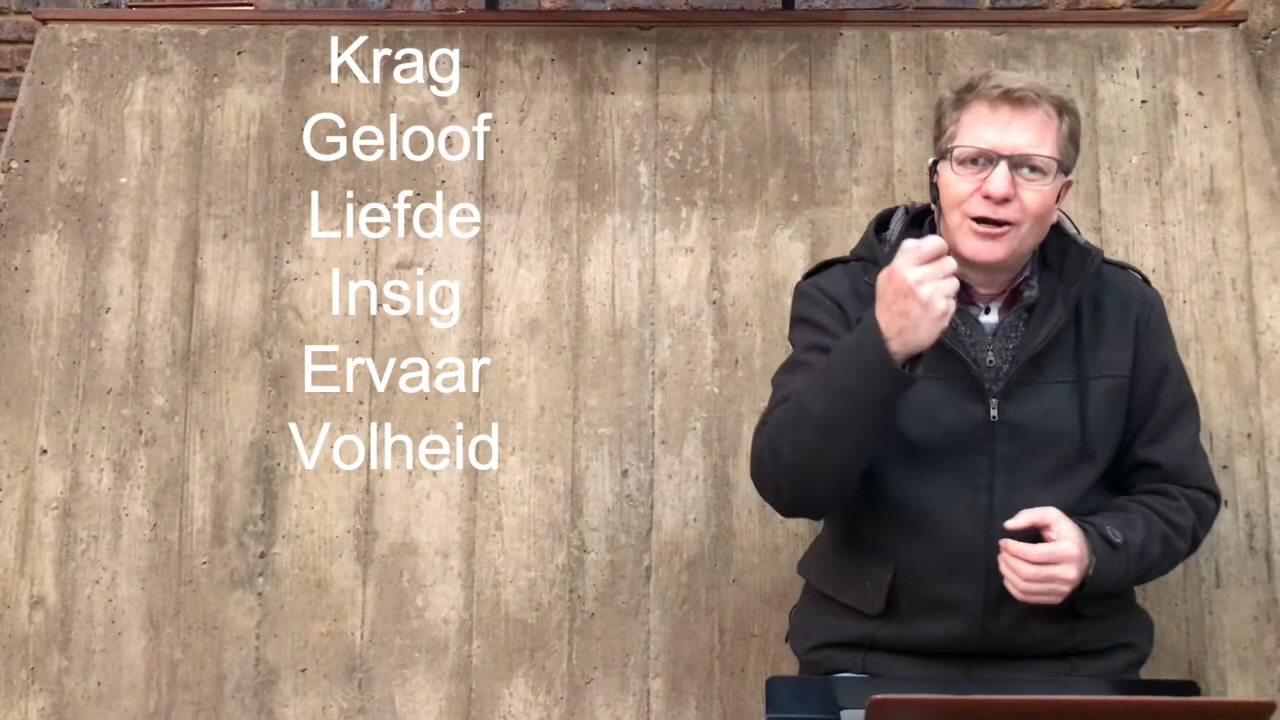 Krag
Geloof
Liefde
Insig
Ervaar
Volheid